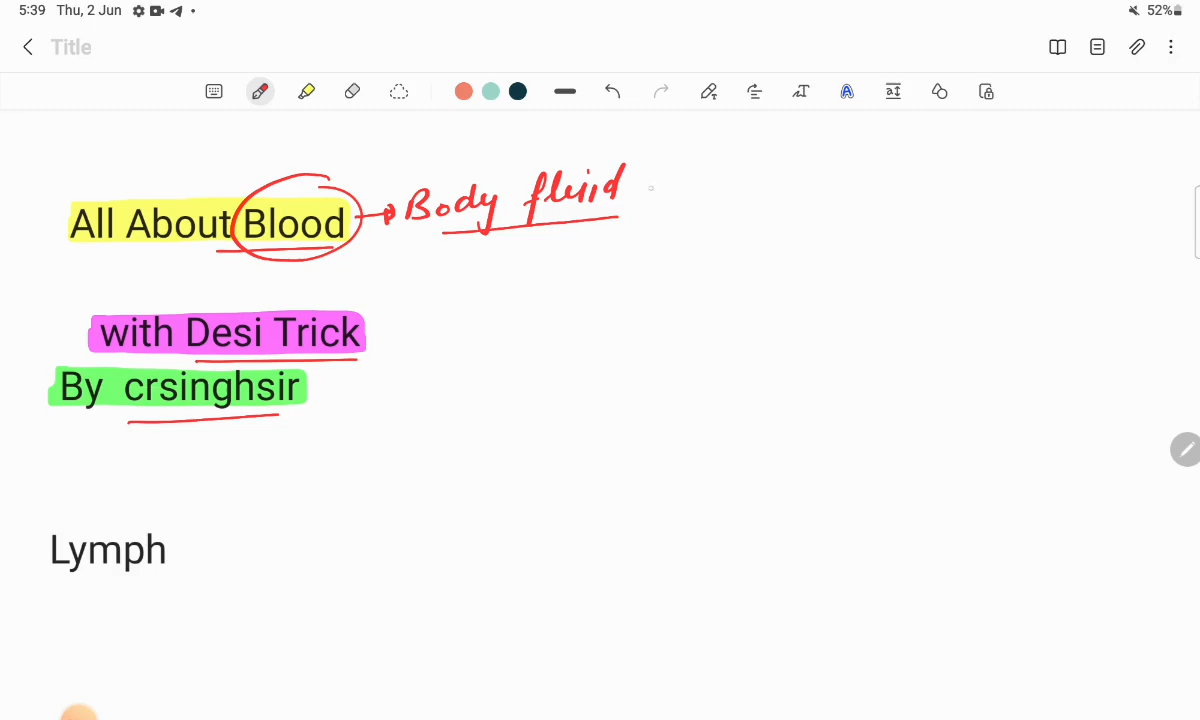 5:39 Thu, 2 Jun 52%
Title
All About Blood → Body fluid
with Desi Trick
By crsinghsir
Lymph